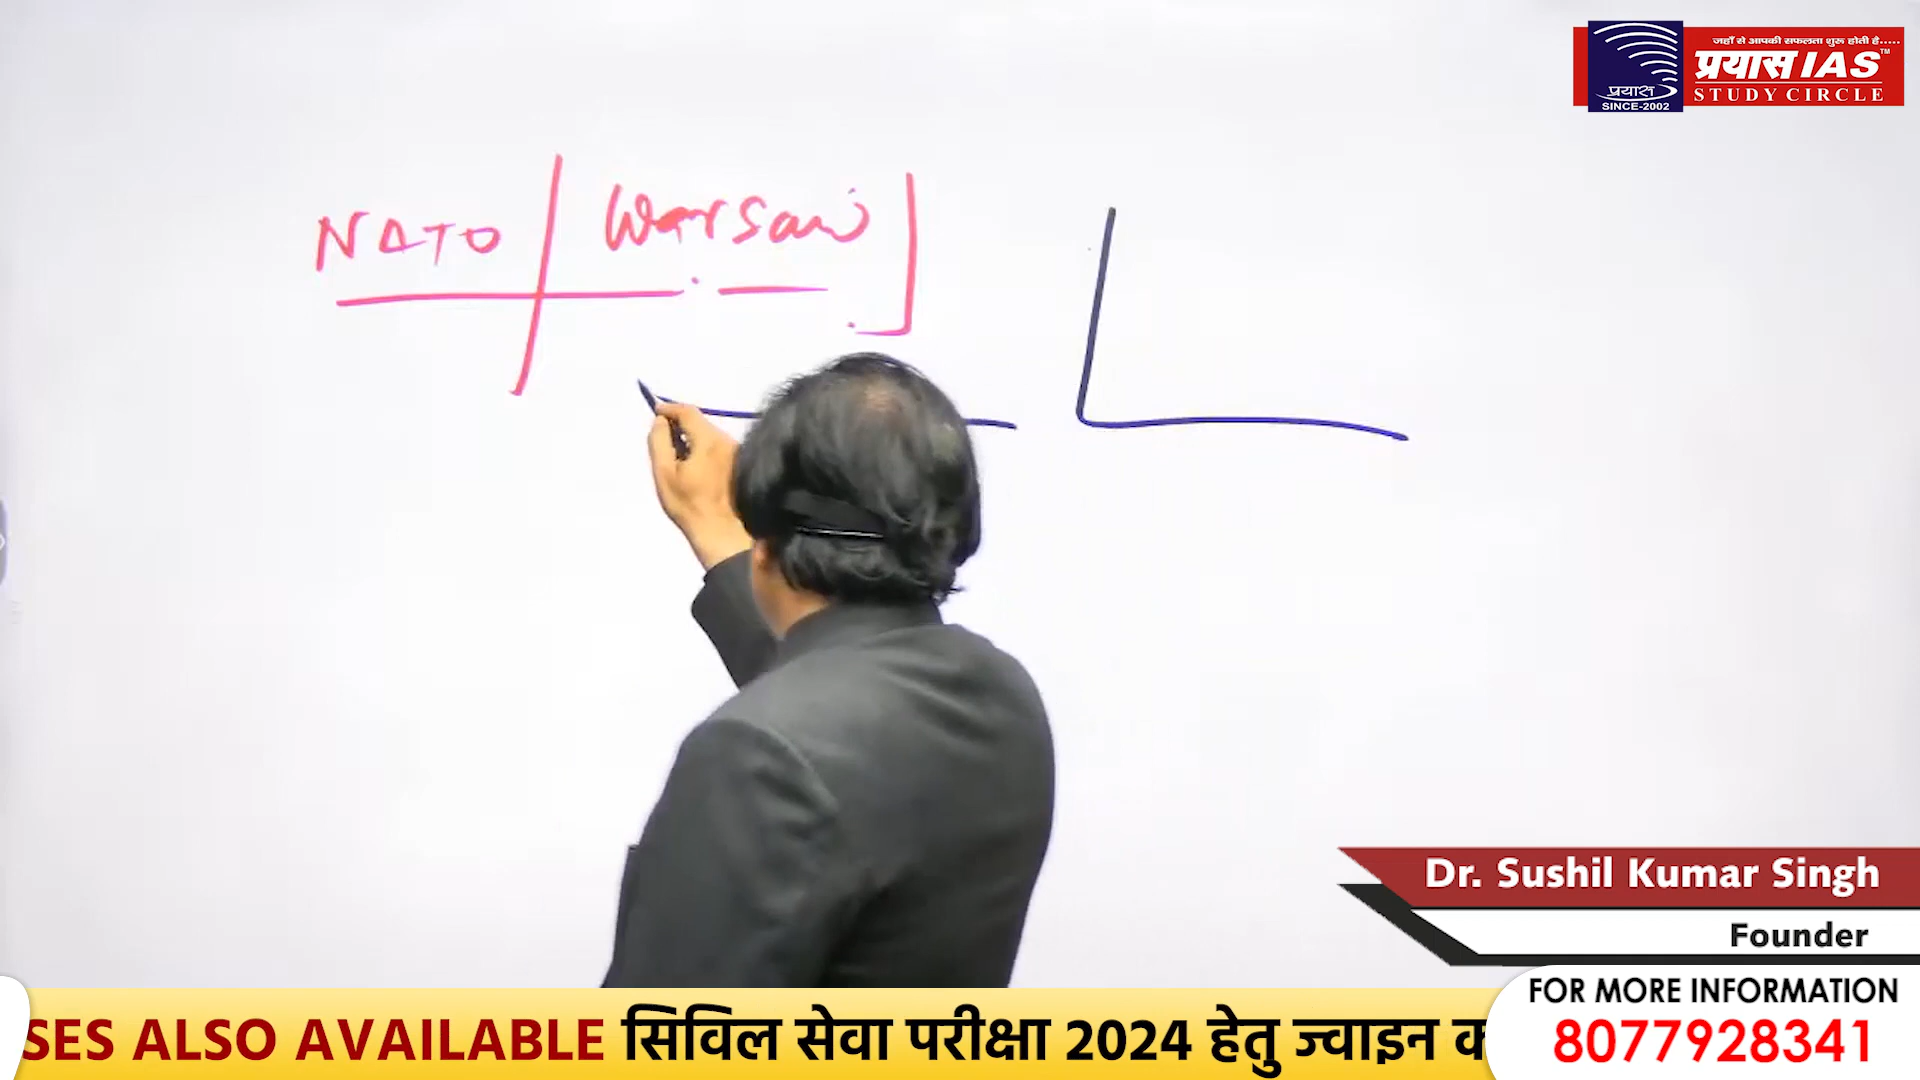 जहाँ से आपकी सफलता शुरू होती है.....
प्रयास IAS™
STUDY CIRCLE
प्रयास
SINCE-2002
NATO
Warsaw
Dr. Sushil Kumar Singh
Founder
FOR MORE INFORMATION
8077928341
SES ALSO AVAILABLE सिविल सेवा परीक्षा 2024 हेतु ज्वाइन क